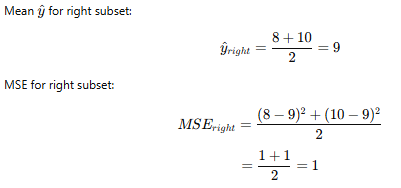 Mean ŷ for right subset:
ŷ_right = (8 + 10) / 2 = 9
MSE for right subset:
MSE_right = ((8 − 9)² + (10 − 9)²) / 2
= (1 + 1) / 2 = 1